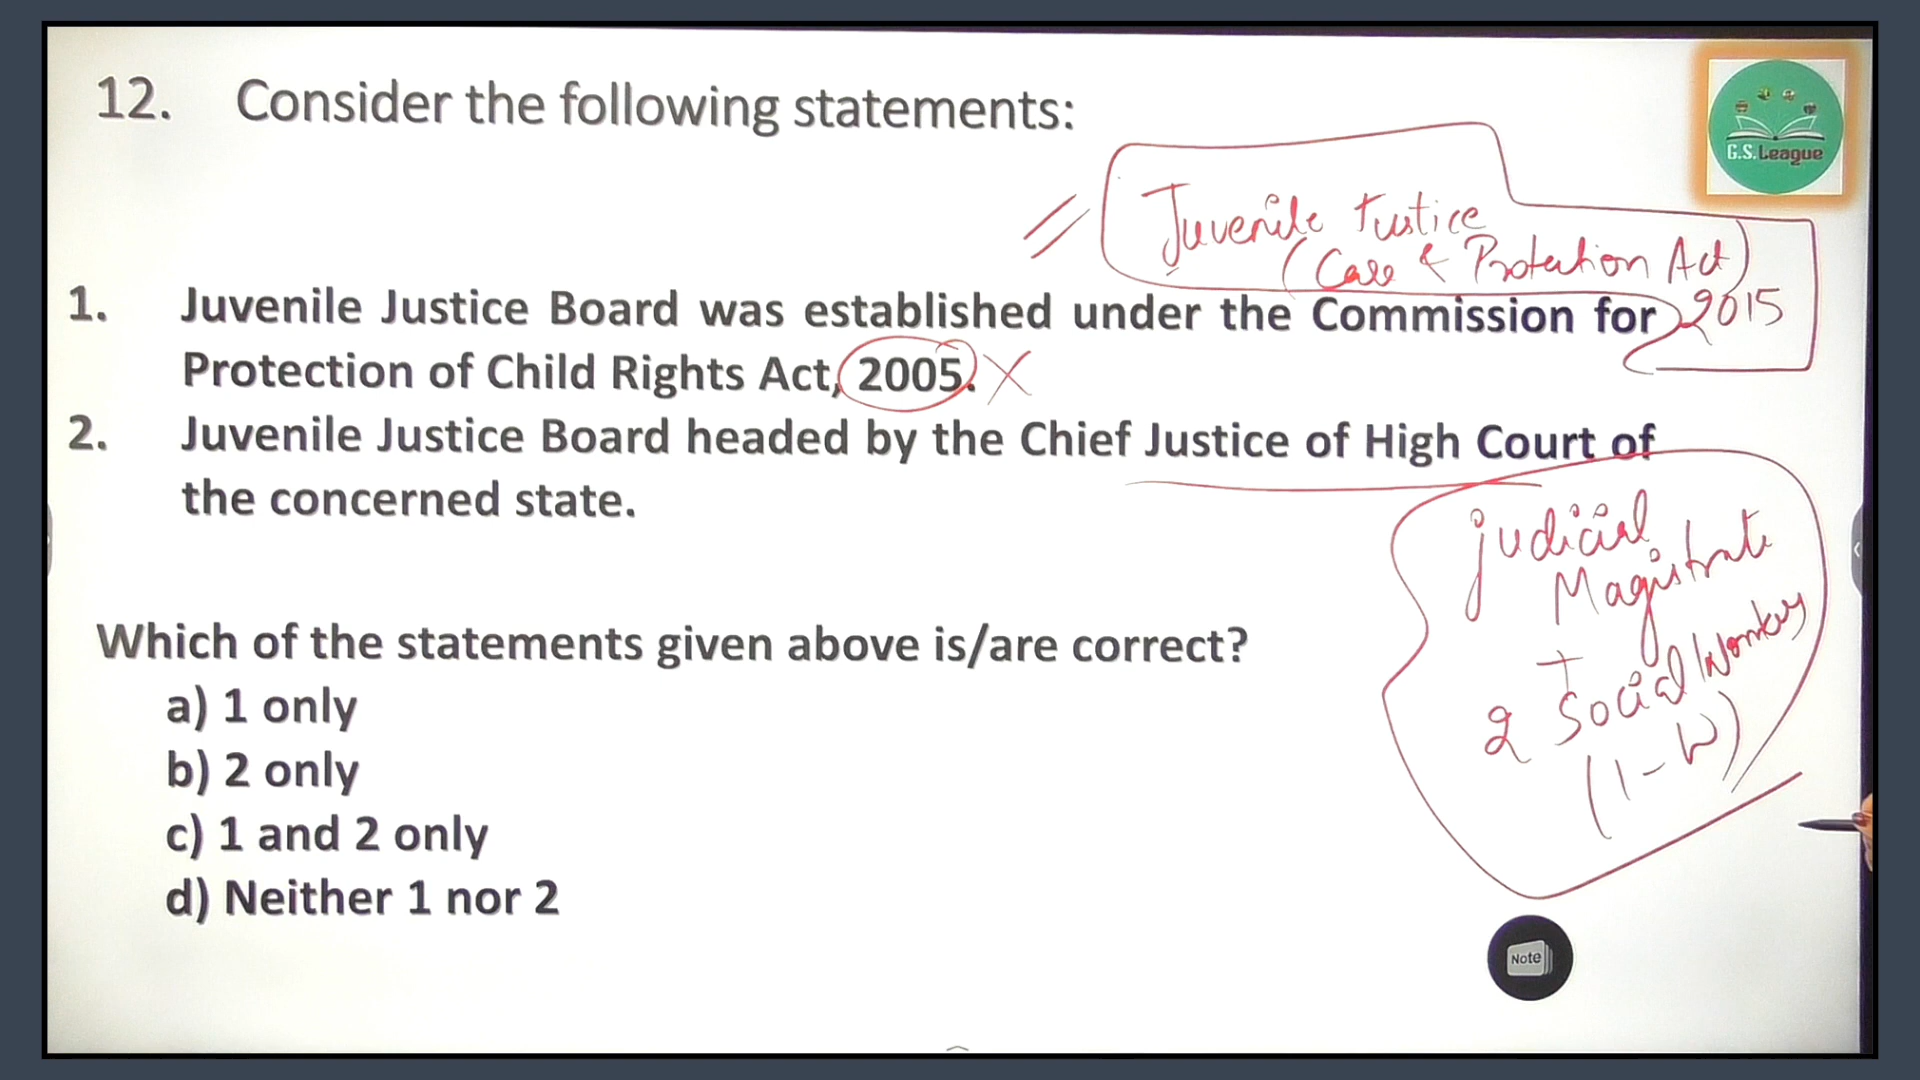 12. Consider the following statements:
G.S. League
Juvenile Justice
(Care & Protection Act)
2015
1. Juvenile Justice Board was established under the Commission for
Protection of Child Rights Act, 2005. X
2. Juvenile Justice Board headed by the Chief Justice of High Court of
the concerned state.
judicial
Magistrate
+
2 Social Workers
(1-W)
Which of the statements given above is/are correct?
a) 1 only
b) 2 only
c) 1 and 2 only
d) Neither 1 nor 2
Note